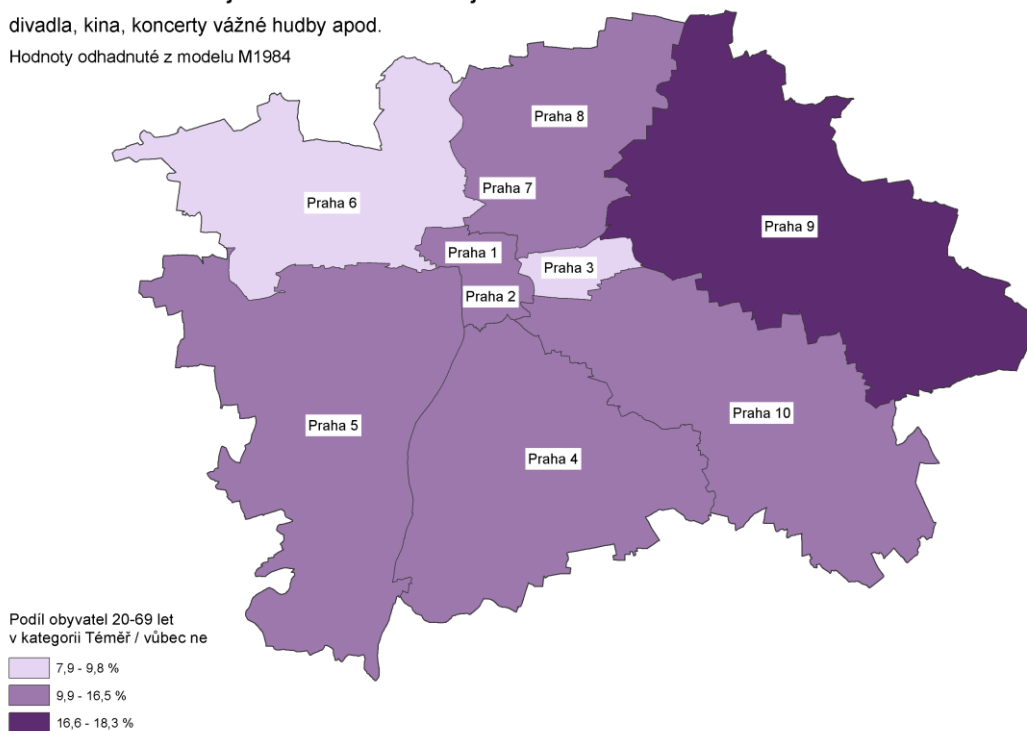 divadla, kina, koncerty vážné hudby apod.
Hodnoty odhadnuté z modelu M1984
Praha 8
Praha 7
Praha 6
Praha 9
Praha 1
Praha 3
Praha 2
Praha 10
Praha 5
Praha 4
Podíl obyvatel 20-69 let
v kategorii Téměř / vůbec ne
7,9 - 9,8 %
9,9 - 16,5 %
16,6 - 18,3 %